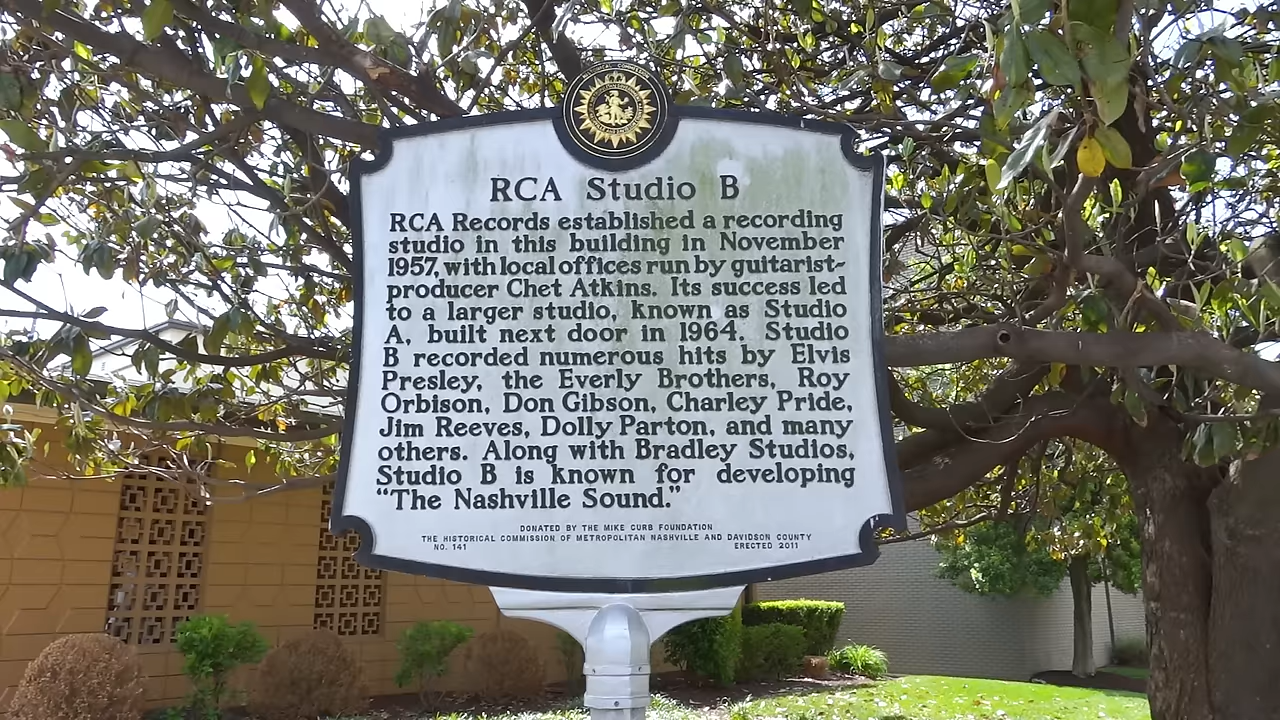 RCA Studio B
RCA Records established a recording
studio in this building in November
1957, with local offices run by guitarist-
producer Chet Atkins. Its success led
to a larger studio, known as Studio
A, built next door in 1964. Studio
B recorded numerous hits by Elvis
Presley, the Everly Brothers, Roy
Orbison, Don Gibson, Charley Pride,
Jim Reeves, Dolly Parton, and many
others. Along with Bradley Studios,
Studio B is known for developing
“The Nashville Sound.”
DONATED BY THE MIKE CURB FOUNDATION
THE HISTORICAL COMMISSION OF METROPOLITAN NASHVILLE AND DAVIDSON COUNTY
NO. 141 ERECTED 2011